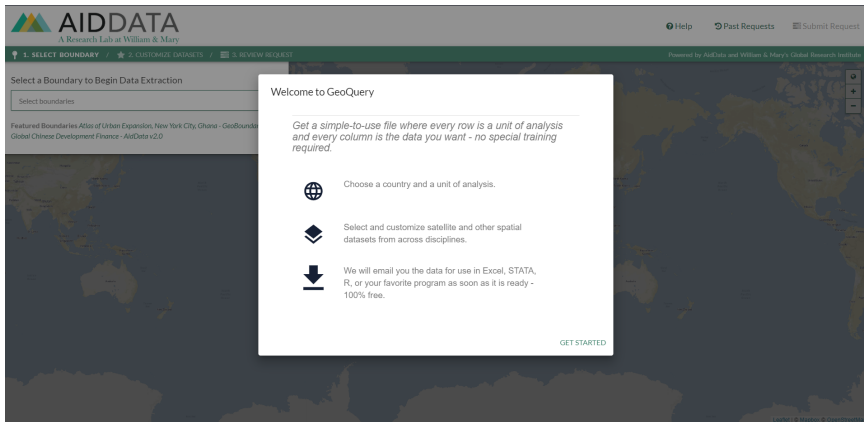 AIDDATA
A Research Lab at William & Mary
Help
Past Requests
Submit Request
1. SELECT BOUNDARY / 2. CUSTOMIZE DATASETS / 3. REVIEW REQUEST
Powered by AidData and William & Mary's Global Research Institute
Select a Boundary to Begin Data Extraction
Select boundaries
Featured Boundaries Atlas of Urban Expansion, New York City, Ghana - GeoBounda
Global Chinese Development Finance - AidData v2.0
Welcome to GeoQuery
Get a simple-to-use file where every row is a unit of analysis
and every column is the data you want - no special training
required.
Choose a country and a unit of analysis.
Select and customize satellite and other spatial
datasets from across disciplines.
We will email you the data for use in Excel, STATA,
R, or your favorite program as soon as it is ready -
100% free.
GET STARTED
+
−